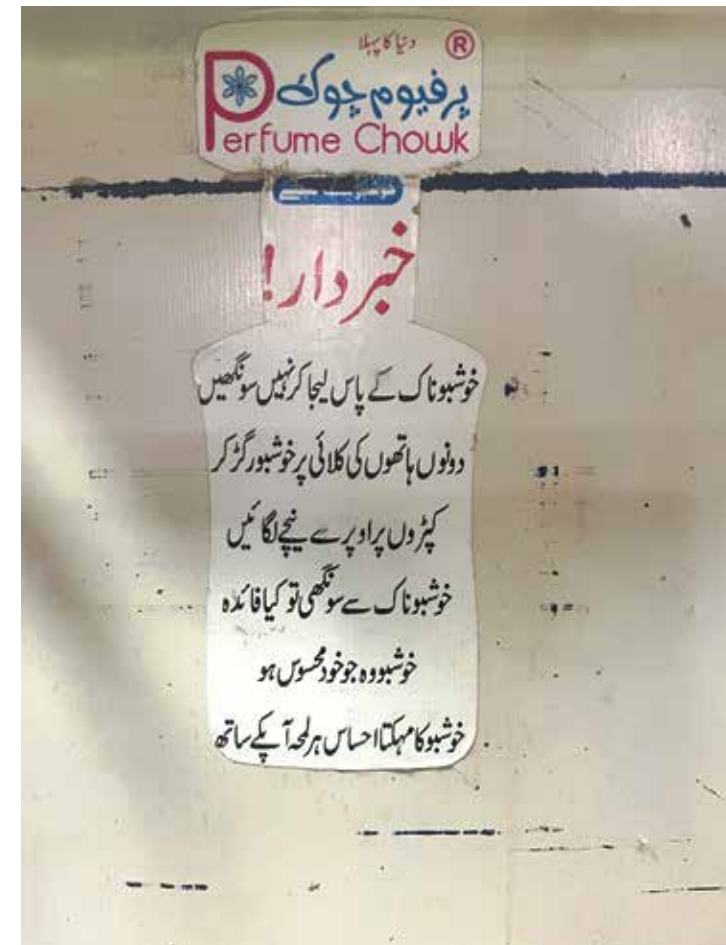 دنیا کا پہلا ®
پرفیوم چوک
Perfume Chowk
خبردار!
خوشبو ناک کے پاس لیجا کر نہیں سونگھیں
دونوں ہاتھوں کی کلائی پر خوشبو رگڑ کر
کپڑوں پر اوپر سے نیچے لگائیں
خوشبو ناک سے سونگھی تو کیا فائدہ
خوشبو وہ جو خود محسوس ہو
خوشبو کا مہکتا احساس ہر لمحہ آپکے ساتھ